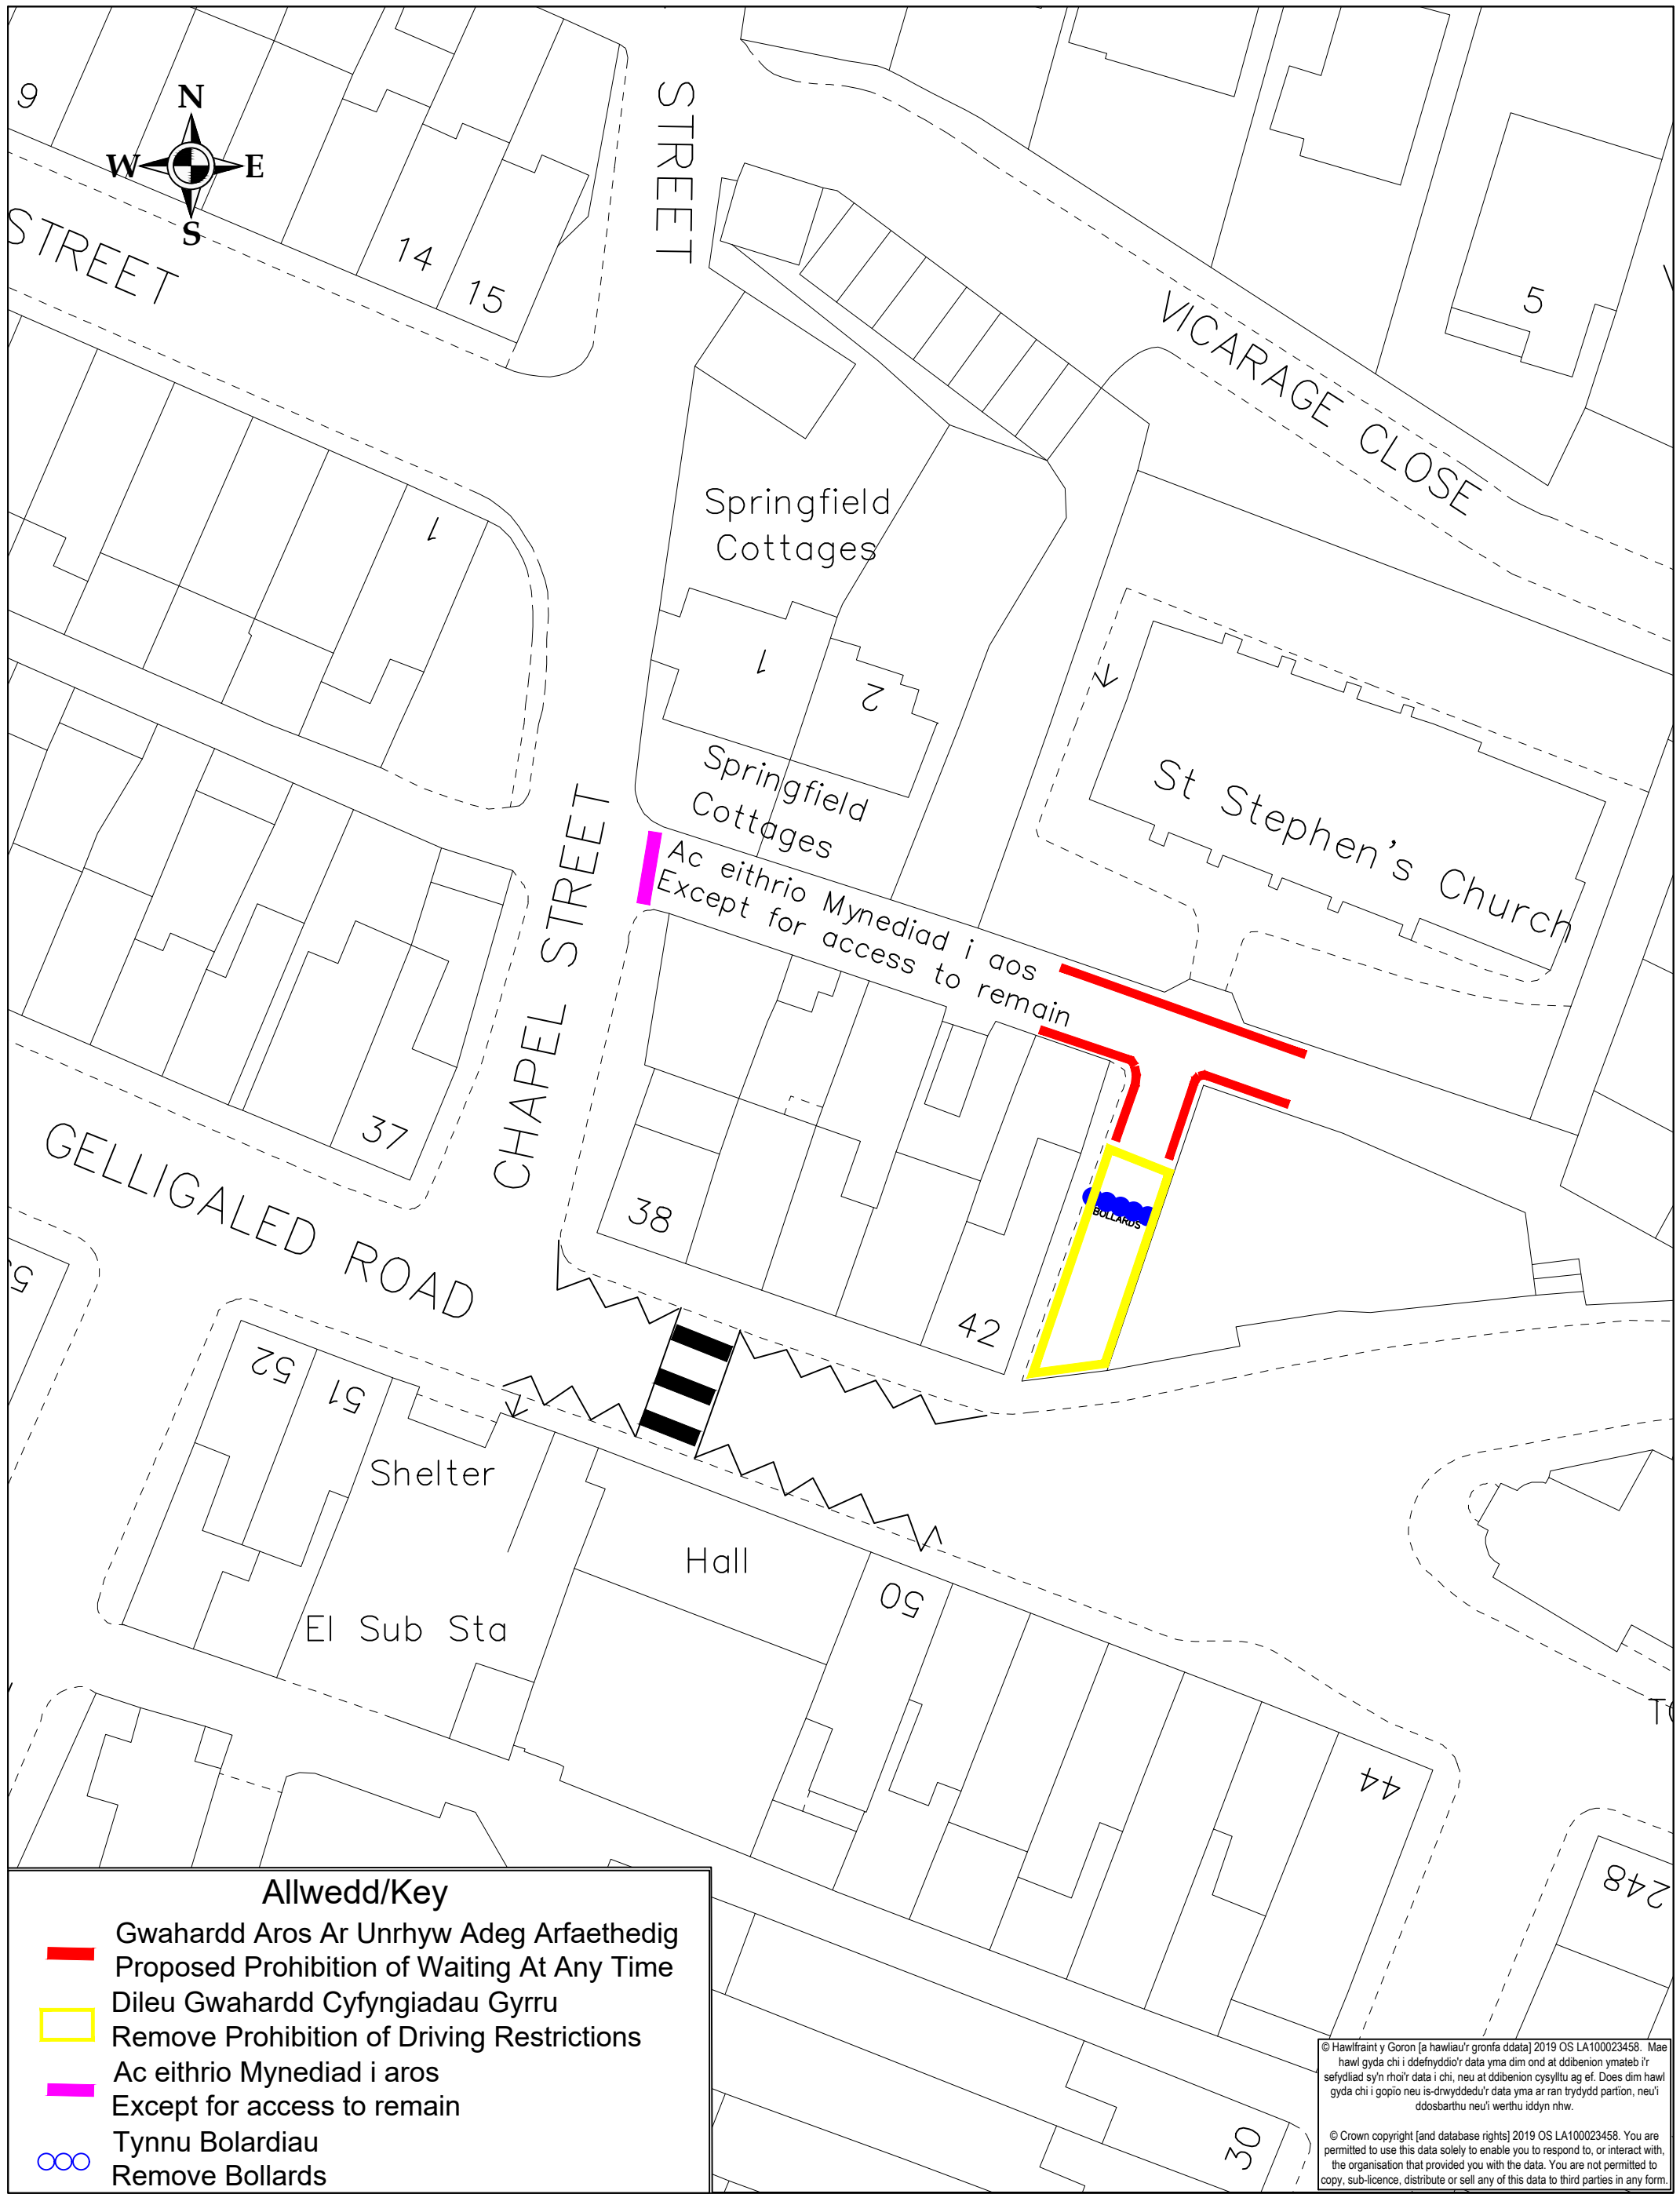 9
N
W E
S
STREET
14
15
STREET
VICARAGE CLOSE
5
1
Springfield
Cottages
1
2
Springfield
Cottages
St Stephen's Church
Ac eithrio Mynediad i aos
Except for access to remain
CHAPEL STREET
37
38
42
BOLLARDS
GELLIGALED ROAD
52
51
Shelter
Hall
50
El Sub Sta
44
248
30
Allwedd/Key
Gwahardd Aros Ar Unrhyw Adeg Arfaethedig
Proposed Prohibition of Waiting At Any Time
Dileu Gwahardd Cyfyngiadau Gyrru
Remove Prohibition of Driving Restrictions
Ac eithrio Mynediad i aros
Except for access to remain
Tynnu Bolardiau
Remove Bollards
© Hawlfraint y Goron [a hawliau'r gronfa ddata] 2019 OS LA100023458. Mae
hawl gyda chi i ddefnyddio'r data yma dim ond at ddibenion ymateb i'r
sefydliad sy'n rhoi'r data i chi, neu at ddibenion cysylltu ag ef. Does dim hawl
gyda chi i gopïo neu is-drwyddedu'r data yma ar ran trydydd partïon, neu'i
ddosbarthu neu'i werthu iddyn nhw.
© Crown copyright [and database rights] 2019 OS LA100023458. You are
permitted to use this data solely to enable you to respond to, or interact with,
the organisation that provided you with the data. You are not permitted to
copy, sub-licence, distribute or sell any of this data to third parties in any form.